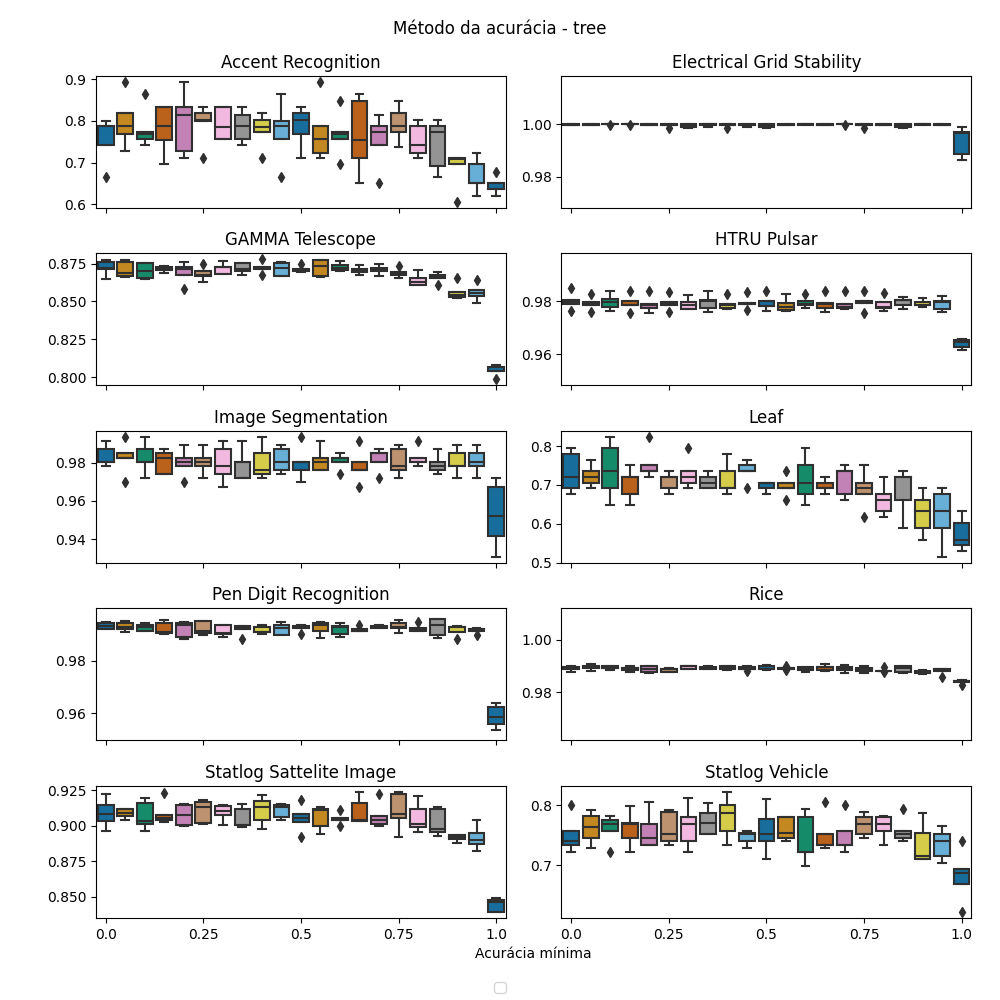 Método da acurácia - tree
Accent Recognition
0.9
0.8
0.7
0.6
Electrical Grid Stability
1.00
0.98
GAMMA Telescope
0.875
0.850
0.825
0.800
HTRU Pulsar
0.98
0.96
Image Segmentation
0.98
0.96
0.94
Leaf
0.8
0.7
0.6
0.5
Pen Digit Recognition
0.98
0.96
Rice
1.00
0.98
Statlog Sattelite Image
0.925
0.900
0.875
0.850
0.0 0.25 0.5 0.75 1.0
Statlog Vehicle
0.8
0.7
0.0 0.25 0.5 0.75 1.0
Acurácia mínima